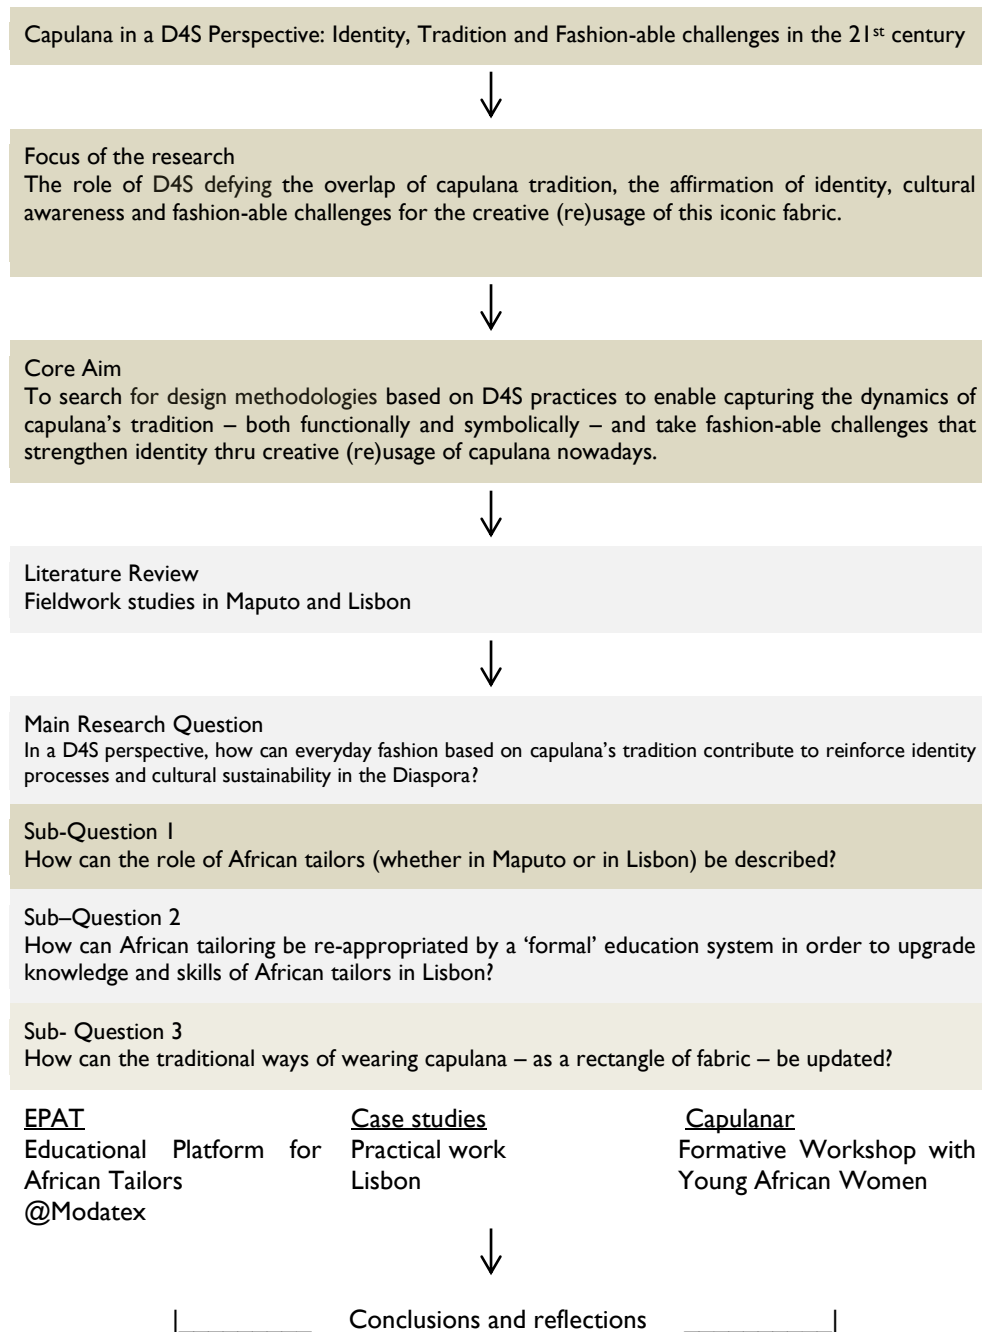 Capulana in a D4S Perspective: Identity, Tradition and Fashion-able challenges in the 21st century
Focus of the research
The role of D4S defying the overlap of capulana tradition, the affirmation of identity, cultural
awareness and fashion-able challenges for the creative (re)usage of this iconic fabric.
Core Aim
To search for design methodologies based on D4S practices to enable capturing the dynamics of
capulana's tradition – both functionally and symbolically – and take fashion-able challenges that
strengthen identity thru creative (re)usage of capulana nowadays.
Literature Review
Fieldwork studies in Maputo and Lisbon
Main Research Question
In a D4S perspective, how can everyday fashion based on capulana's tradition contribute to reinforce identity
processes and cultural sustainability in the Diaspora?
Sub-Question 1
How can the role of African tailors (whether in Maputo or in Lisbon) be described?
Sub–Question 2
How can African tailoring be re-appropriated by a 'formal' education system in order to upgrade
knowledge and skills of African tailors in Lisbon?
Sub- Question 3
How can the traditional ways of wearing capulana – as a rectangle of fabric – be updated?
EPAT
Educational Platform for
African Tailors
@Modatex
Case studies
Practical work
Lisbon
Capulanar
Formative Workshop with
Young African Women
Conclusions and reflections